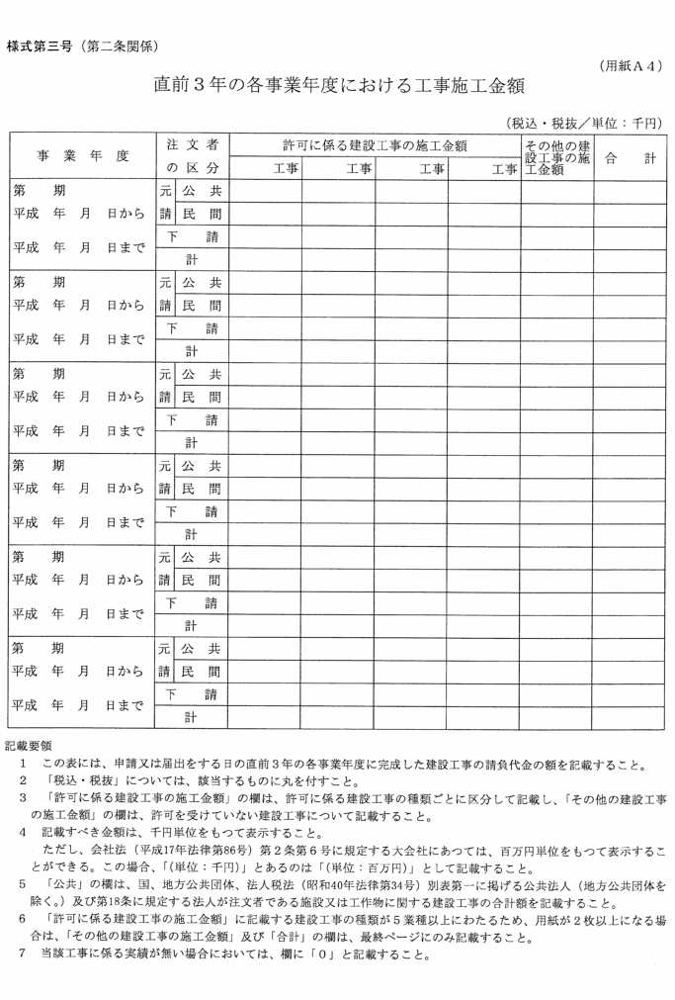 様式第三号（第二条関係）
（用紙Ａ４）
直前３年の各事業年度における工事施工金額
（税込・税抜／単位：千円）
事　業　年　度　注文者の区分　許可に係る建設工事の施工金額　その他の建設工事の施工金額　合　計
工事　工事　工事　工事
第　　期　元請　公　共
平成　年　月　日から　民　間
下　請
平成　年　月　日まで
計
第　　期　元請　公　共
平成　年　月　日から　民　間
下　請
平成　年　月　日まで
計
第　　期　元請　公　共
平成　年　月　日から　民　間
下　請
平成　年　月　日まで
計
第　　期　元請　公　共
平成　年　月　日から　民　間
下　請
平成　年　月　日まで
計
第　　期　元請　公　共
平成　年　月　日から　民　間
下　請
平成　年　月　日まで
計
第　　期　元請　公　共
平成　年　月　日から　民　間
下　請
平成　年　月　日まで
計
記載要領
１　この表には、申請又は届出をする日の直前３年の各事業年度に完成した建設工事の請負代金の額を記載すること。
２　「税込・税抜」については、該当するものに丸を付すこと。
３　「許可に係る建設工事の施工金額」の欄は、許可に係る建設工事の種類ごとに区分して記載し、「その他の建設工事
の施工金額」の欄は、許可を受けていない建設工事について記載すること。
４　記載すべき金額は、千円単位をもつて表示すること。
ただし、会社法（平成17年法律第86号）第２条第６号に規定する大会社にあつては、百万円単位をもつて表示するこ
とができる。この場合、「（単位：千円）」とあるのは「（単位：百万円）」として記載すること。
５　「公共」の欄は、国、地方公共団体、法人税法（昭和40年法律第34号）別表第一に掲げる公共法人（地方公共団体を
除く。）及び第18条に規定する法人が注文者である施設又は工作物に関する建設工事の合計額を記載すること。
６　「許可に係る建設工事の施工金額」に記載する建設工事の種類が５業種以上にわたるため、用紙が２枚以上になる場
合は、「その他の建設工事の施工金額」及び「合計」の欄は、最終ページにのみ記載すること。
７　当該工事に係る実績が無い場合においては、欄に「０」と記載すること。